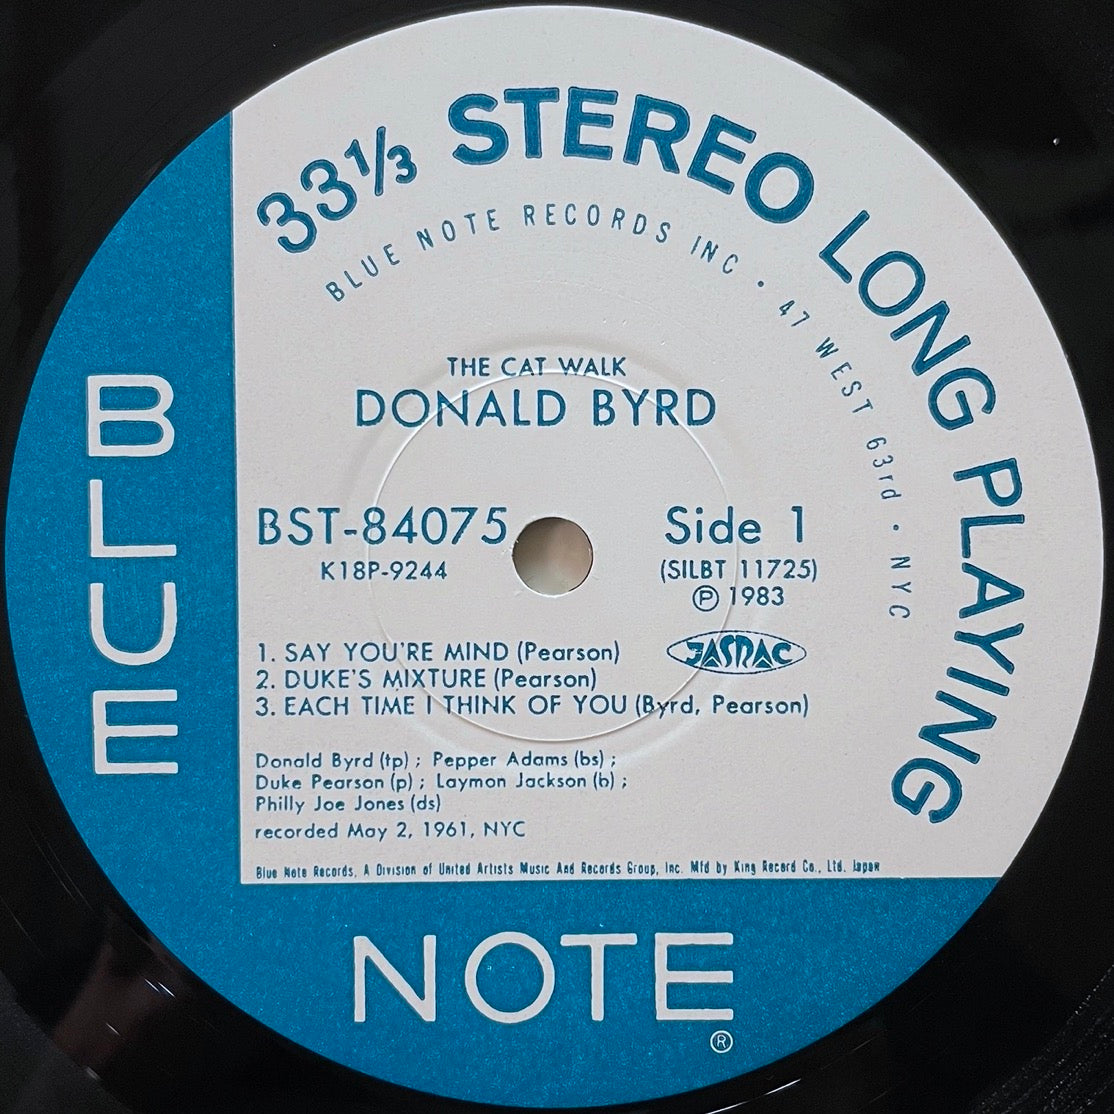 33⅓ STEREO LONG PLAYING
BLUE NOTE RECORDS INC • 47 WEST 63rd • NYC
THE CAT WALK
DONALD BYRD
BST-84075
K18P-9244
Side 1
(SILBT 11725)
Ⓟ 1983
JASRAC
1. SAY YOU'RE MIND (Pearson)
2. DUKE'S MIXTURE (Pearson)
3. EACH TIME I THINK OF YOU (Byrd, Pearson)
Donald Byrd (tp) ; Pepper Adams (bs) ;
Duke Pearson (p) ; Laymon Jackson (b) ;
Philly Joe Jones (ds)
recorded May 2, 1961, NYC
Blue Note Records, A Division of United Artists Music And Records Group, Inc. Mfd by King Record Co., Ltd. Japan
BLUE
NOTE
®